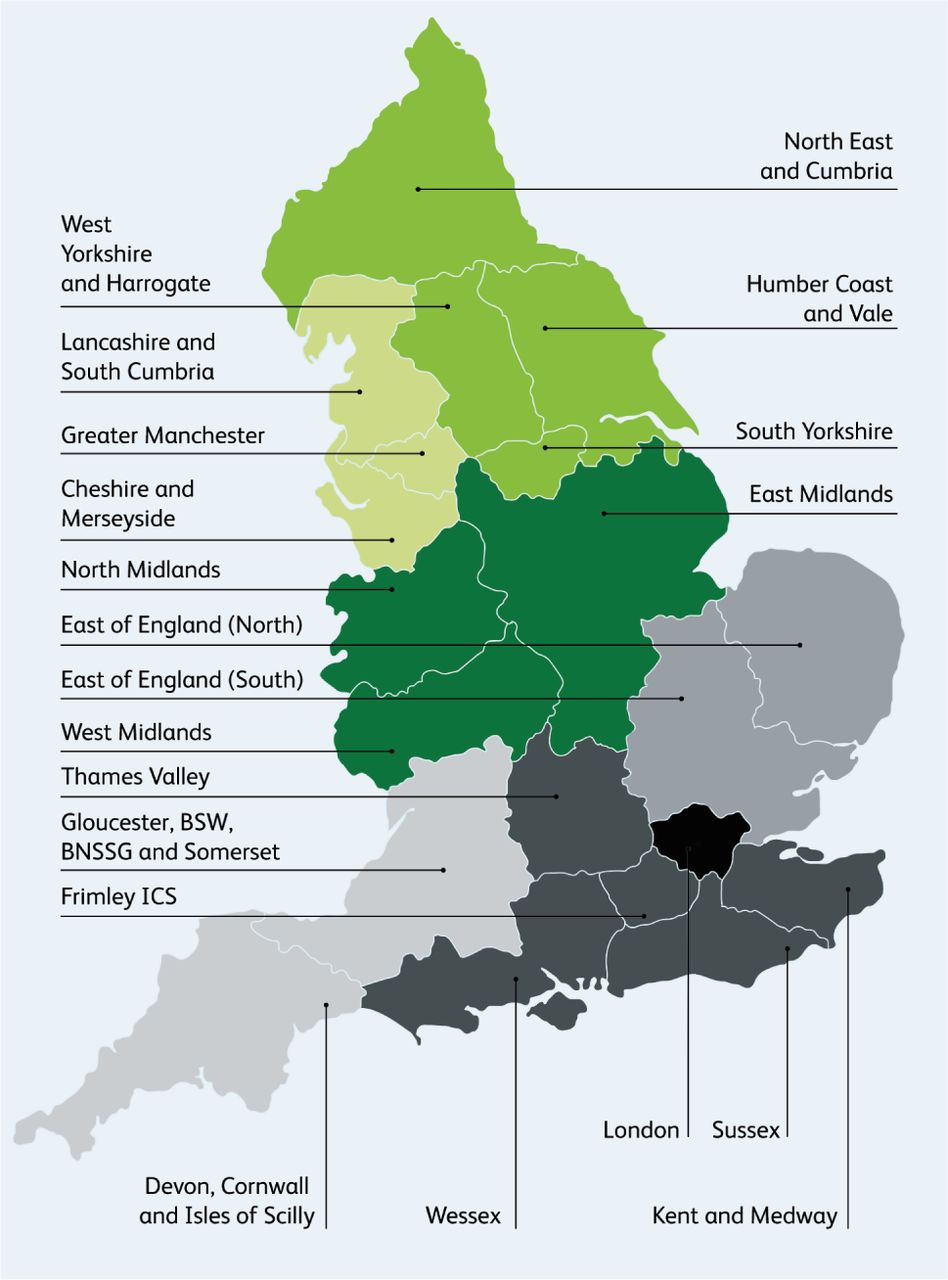 North East
and Cumbria
West
Yorkshire
and Harrogate
Humber Coast
and Vale
Lancashire and
South Cumbria
Greater Manchester
South Yorkshire
Cheshire and
Merseyside
East Midlands
North Midlands
East of England (North)
East of England (South)
West Midlands
Thames Valley
Gloucester, BSW,
BNSSG and Somerset
Frimley ICS
London
Sussex
Devon, Cornwall
and Isles of Scilly
Wessex
Kent and Medway